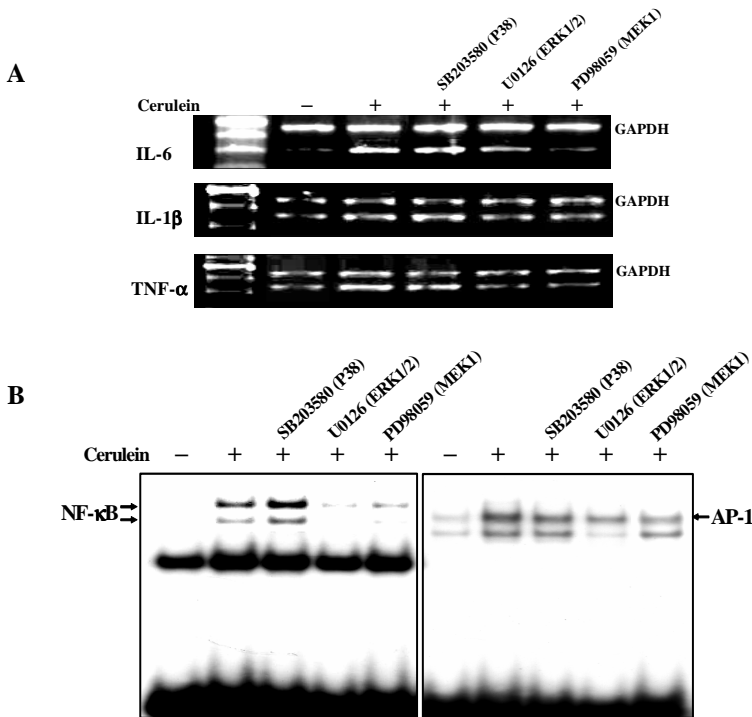 A
SB203580 (P38)
U0126 (ERK1/2)
PD98059 (MEK1)
Cerulein − + + + +
GAPDH
IL-6
GAPDH
IL-1β
GAPDH
TNF-α
B
SB203580 (P38)
U0126 (ERK1/2)
PD98059 (MEK1)
SB203580 (P38)
U0126 (ERK1/2)
PD98059 (MEK1)
Cerulein − + + + + − + + + +
NF-κB
AP-1